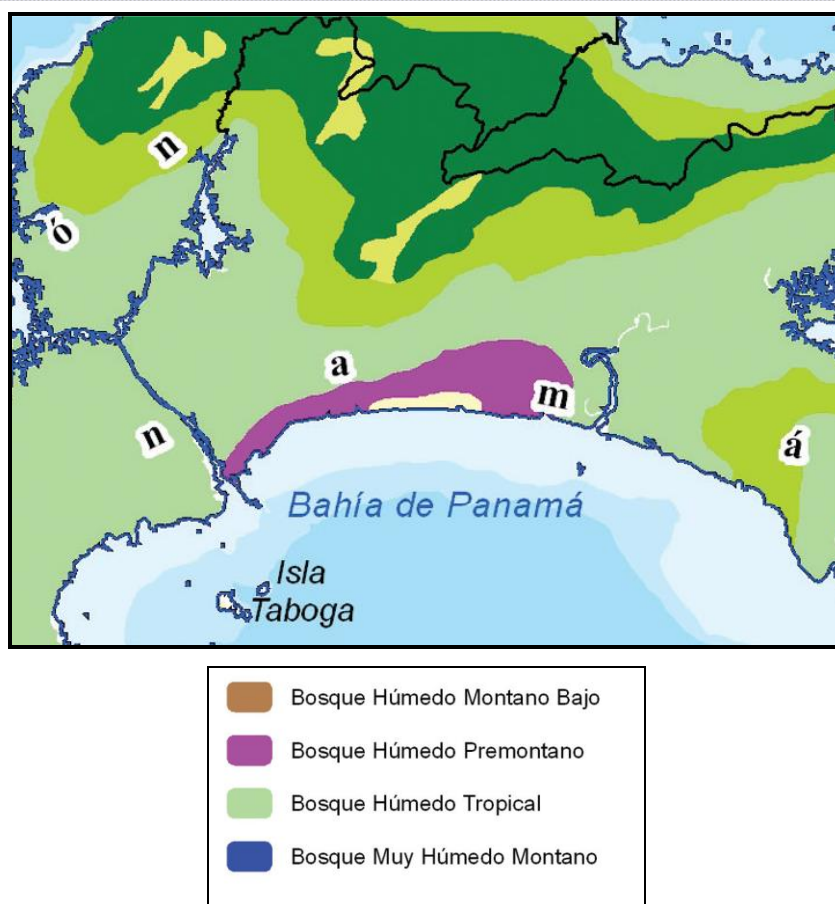 n
ó
a
m
n
á
Bahía de Panamá
Isla
Taboga
Bosque Húmedo Montano Bajo
Bosque Húmedo Premontano
Bosque Húmedo Tropical
Bosque Muy Húmedo Montano